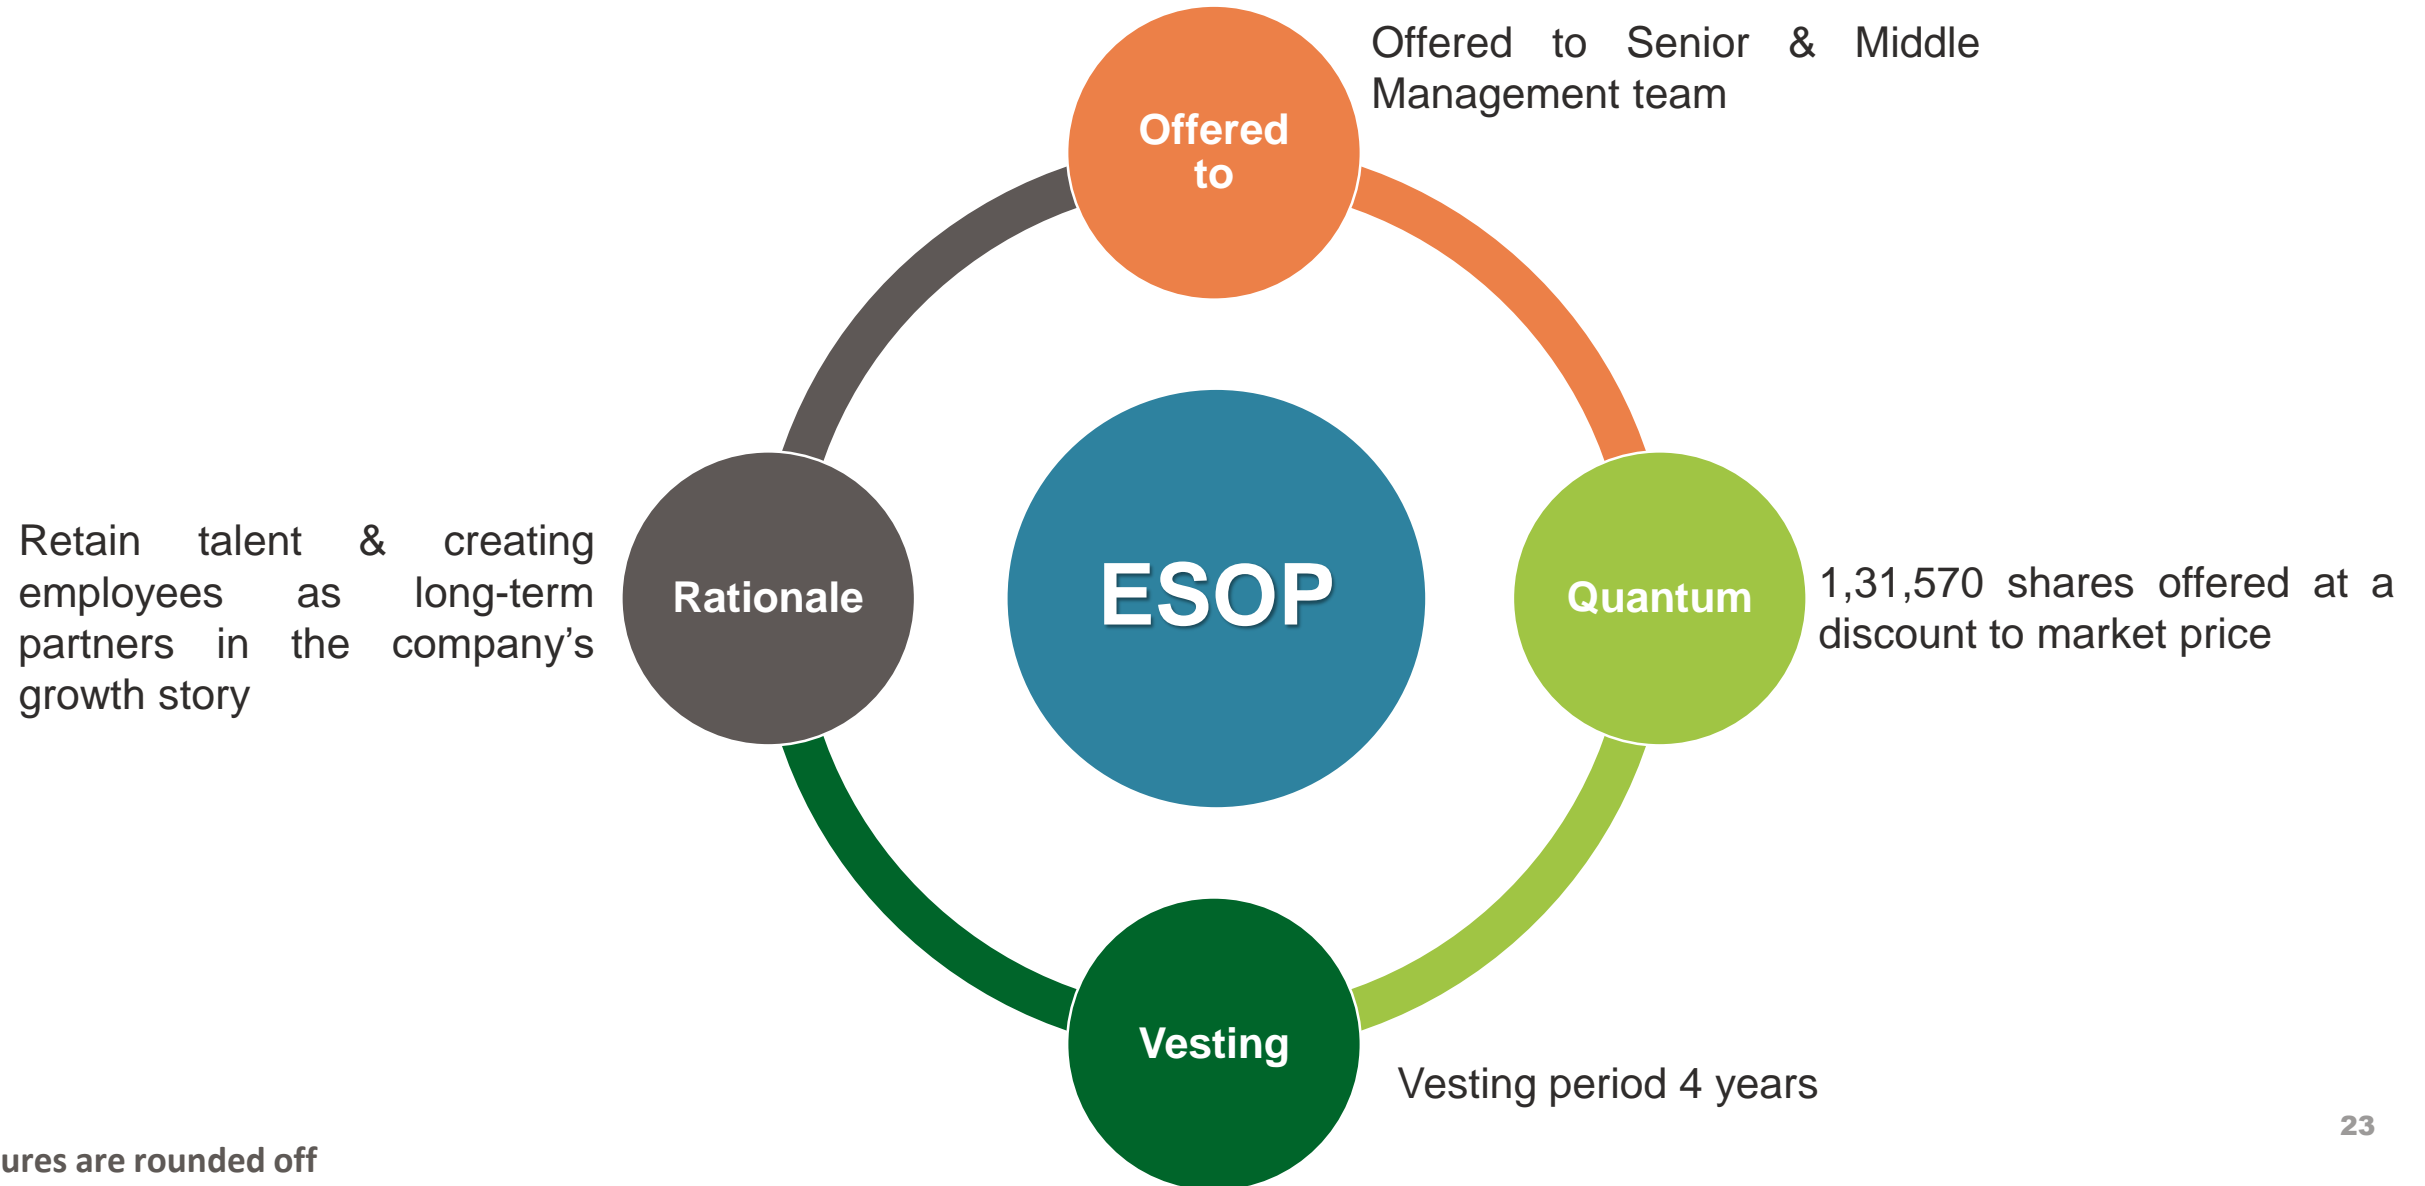 Offered to Senior & Middle
Management team
Offered
to
Retain talent & creating
employees as long-term
partners in the company’s
growth story
Rationale
ESOP
Quantum
1,31,570 shares offered at a
discount to market price
Vesting
Vesting period 4 years
23
are rounded off